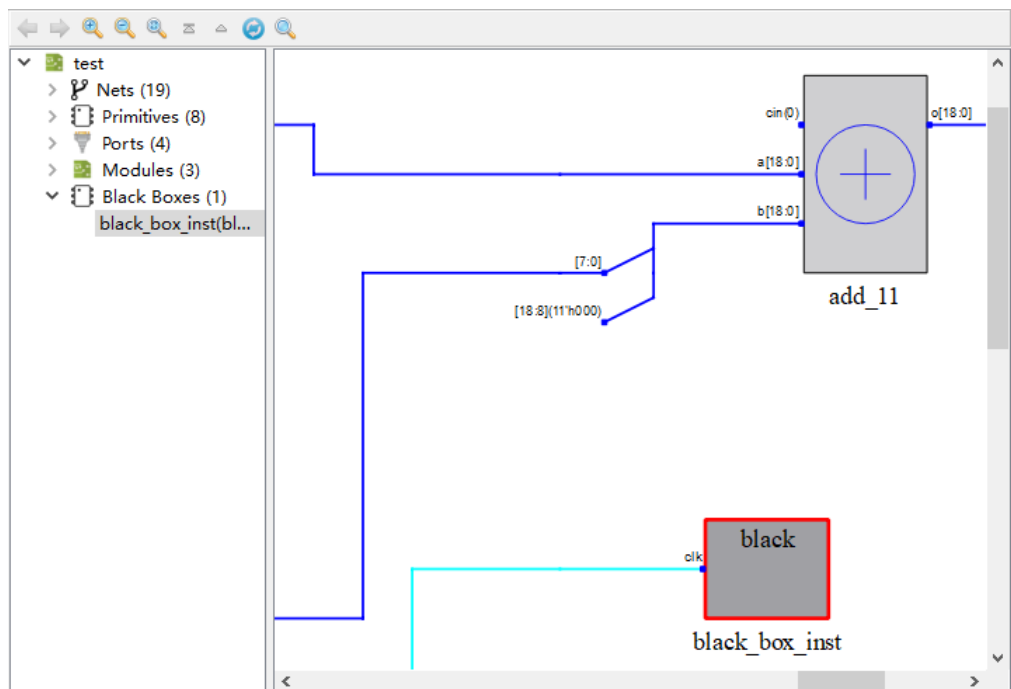 test
Nets (19)
Primitives (8)
Ports (4)
Modules (3)
Black Boxes (1)
black_box_inst(bl...
cin(0)
o[18:0]
a[18:0]
b[18:0]
[7:0]
[18:8](11'h000)
add_11
black
clk
black_box_inst